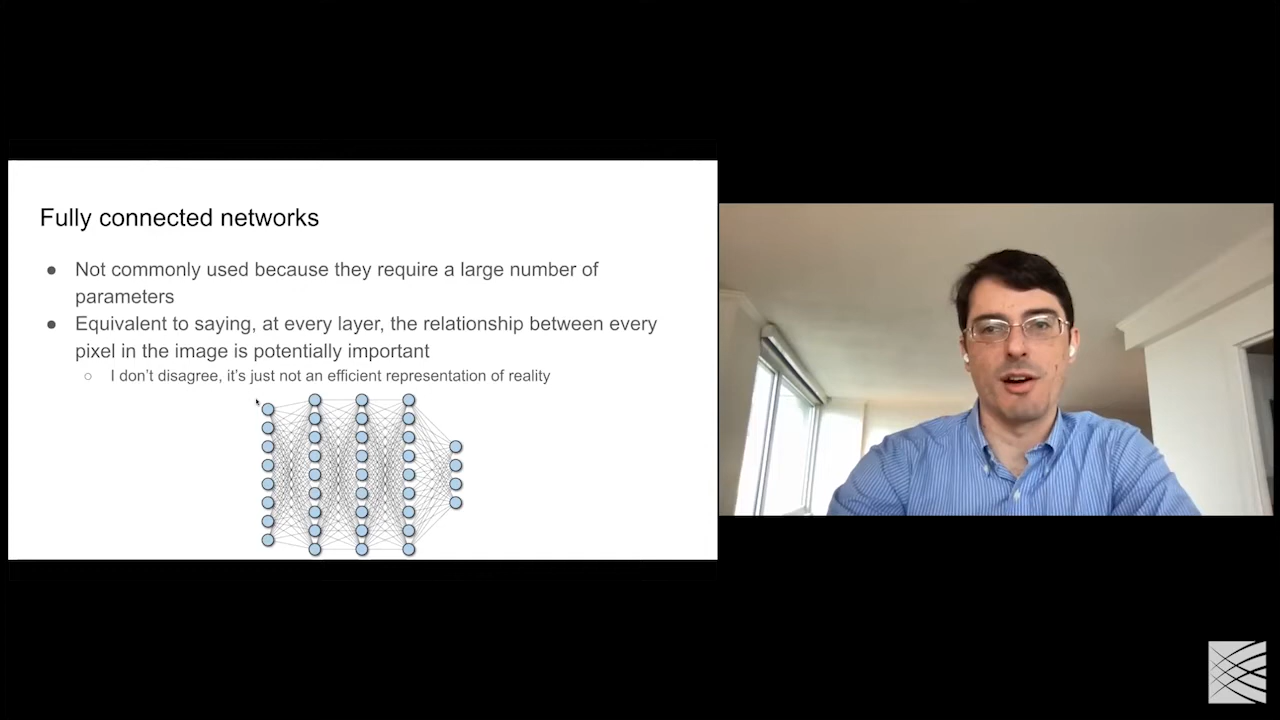 Fully connected networks
● Not commonly used because they require a large number of
parameters
● Equivalent to saying, at every layer, the relationship between every
pixel in the image is potentially important
○ I don’t disagree, it’s just not an efficient representation of reality